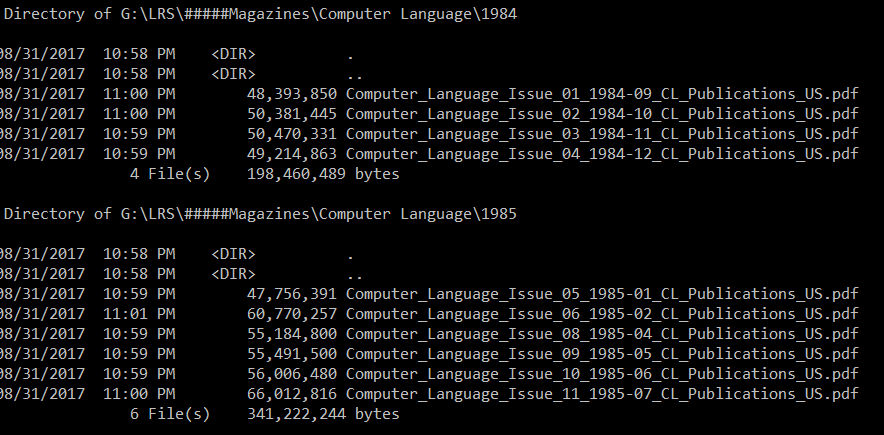 Directory of G:\LRS\#####Magazines\Computer Language\1984
08/31/2017  10:58 PM    <DIR>          .
08/31/2017  10:58 PM    <DIR>          ..
08/31/2017  11:00 PM        48,393,850 Computer_Language_Issue_01_1984-09_CL_Publications_US.pdf
08/31/2017  11:00 PM        50,381,445 Computer_Language_Issue_02_1984-10_CL_Publications_US.pdf
08/31/2017  10:59 PM        50,470,331 Computer_Language_Issue_03_1984-11_CL_Publications_US.pdf
08/31/2017  10:59 PM        49,214,863 Computer_Language_Issue_04_1984-12_CL_Publications_US.pdf
4 File(s)    198,460,489 bytes
Directory of G:\LRS\#####Magazines\Computer Language\1985
08/31/2017  10:58 PM    <DIR>          .
08/31/2017  10:58 PM    <DIR>          ..
08/31/2017  10:59 PM        47,756,391 Computer_Language_Issue_05_1985-01_CL_Publications_US.pdf
08/31/2017  11:01 PM        60,770,257 Computer_Language_Issue_06_1985-02_CL_Publications_US.pdf
08/31/2017  10:59 PM        55,184,800 Computer_Language_Issue_08_1985-04_CL_Publications_US.pdf
08/31/2017  10:59 PM        55,491,500 Computer_Language_Issue_09_1985-05_CL_Publications_US.pdf
08/31/2017  10:59 PM        56,006,480 Computer_Language_Issue_10_1985-06_CL_Publications_US.pdf
08/31/2017  11:00 PM        66,012,816 Computer_Language_Issue_11_1985-07_CL_Publications_US.pdf
6 File(s)    341,222,244 bytes